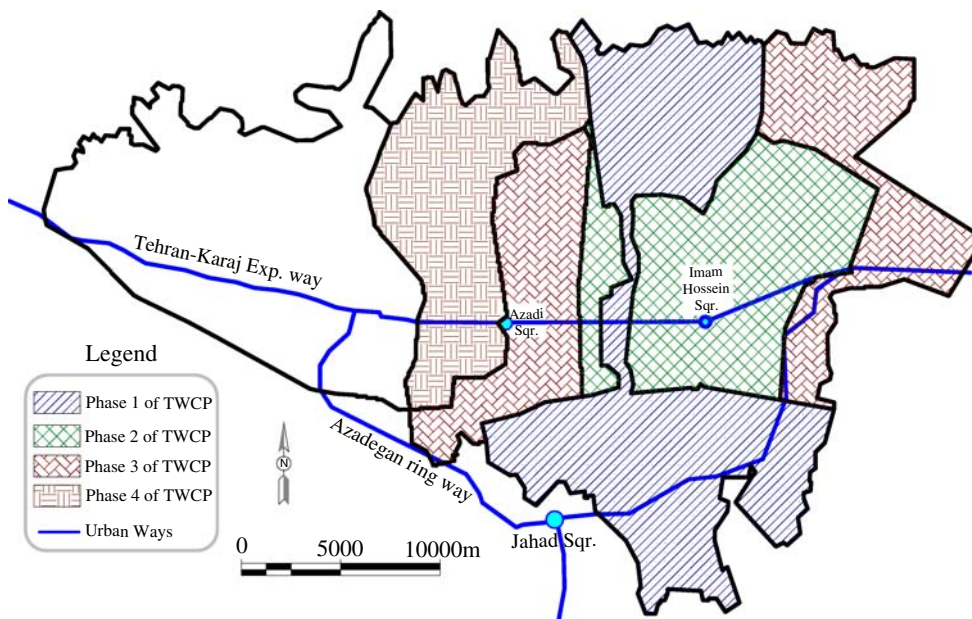 Tehran-Karaj Exp. way
Imam
Hossein
Sqr.
Azadi
Sqr.
Legend
Phase 1 of TWCP
Phase 2 of TWCP
Phase 3 of TWCP
Phase 4 of TWCP
Urban Ways
Azadegan ring way
N
Jahad Sqr.
0 5000 10000m